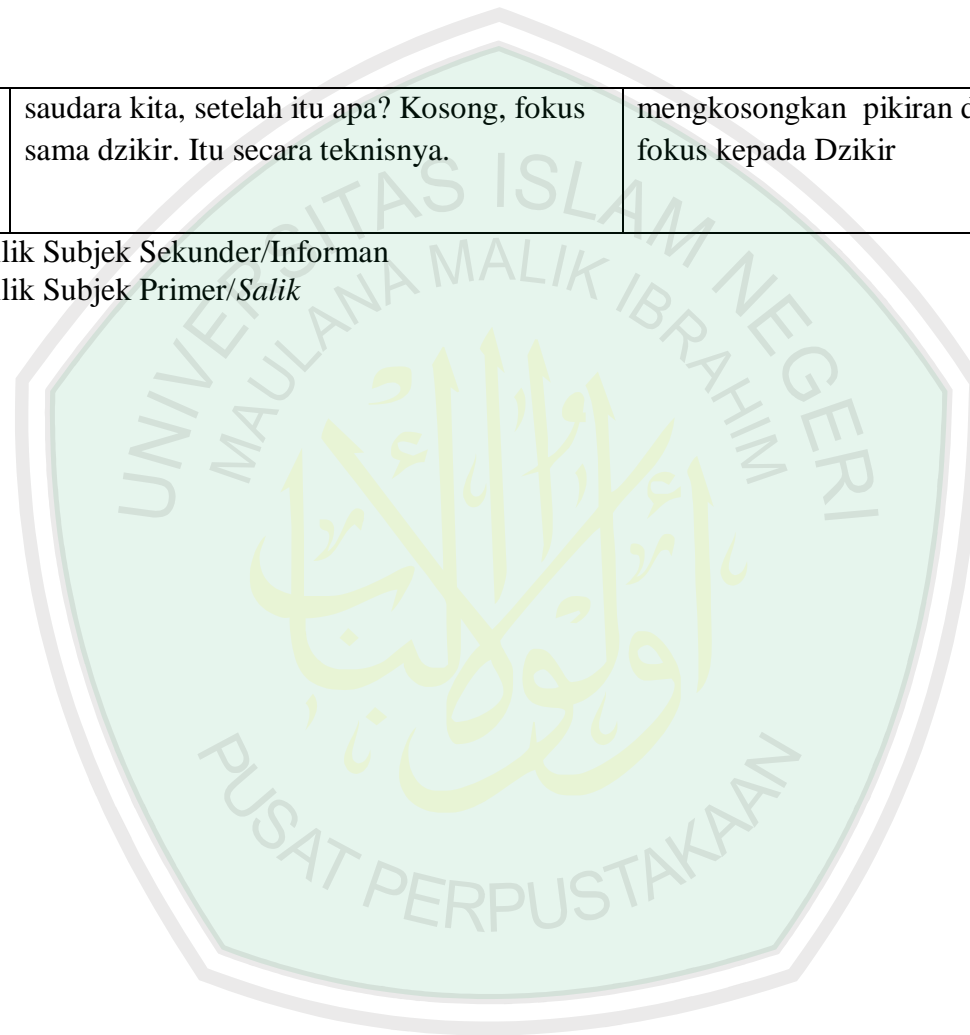 saudara kita, setelah itu apa? Kosong, fokus
sama dzikir. Itu secara teknisnya.
mengkosongkan pikiran
fokus kepada Dzikir
lik Subjek Sekunder/Informan
lik Subjek Primer/Salik
UNIVERSITAS ISLAM NEGERI
MAULANA MALIK IBRAHIM
PUSAT PERPUSTAKAAN